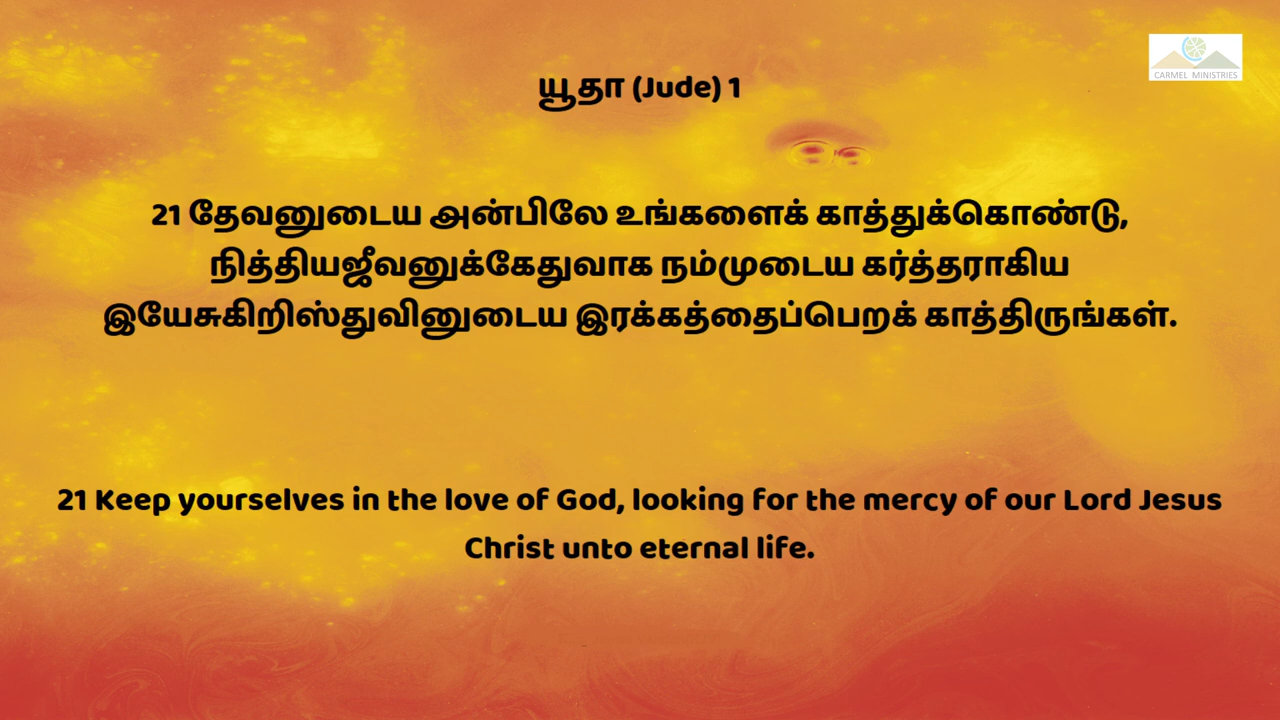 CARMEL MINISTRIES
யூதா (Jude) 1
21 தேவனுடைய அன்பிலே உங்களைக் காத்துக்கொண்டு,
நித்தியஜீவனுக்கேதுவாக நம்முடைய கர்த்தராகிய
இயேசுகிறிஸ்துவினுடைய இரக்கத்தைப்பெறக் காத்திருங்கள்.
21 Keep yourselves in the love of God, looking for the mercy of our Lord Jesus
Christ unto eternal life.